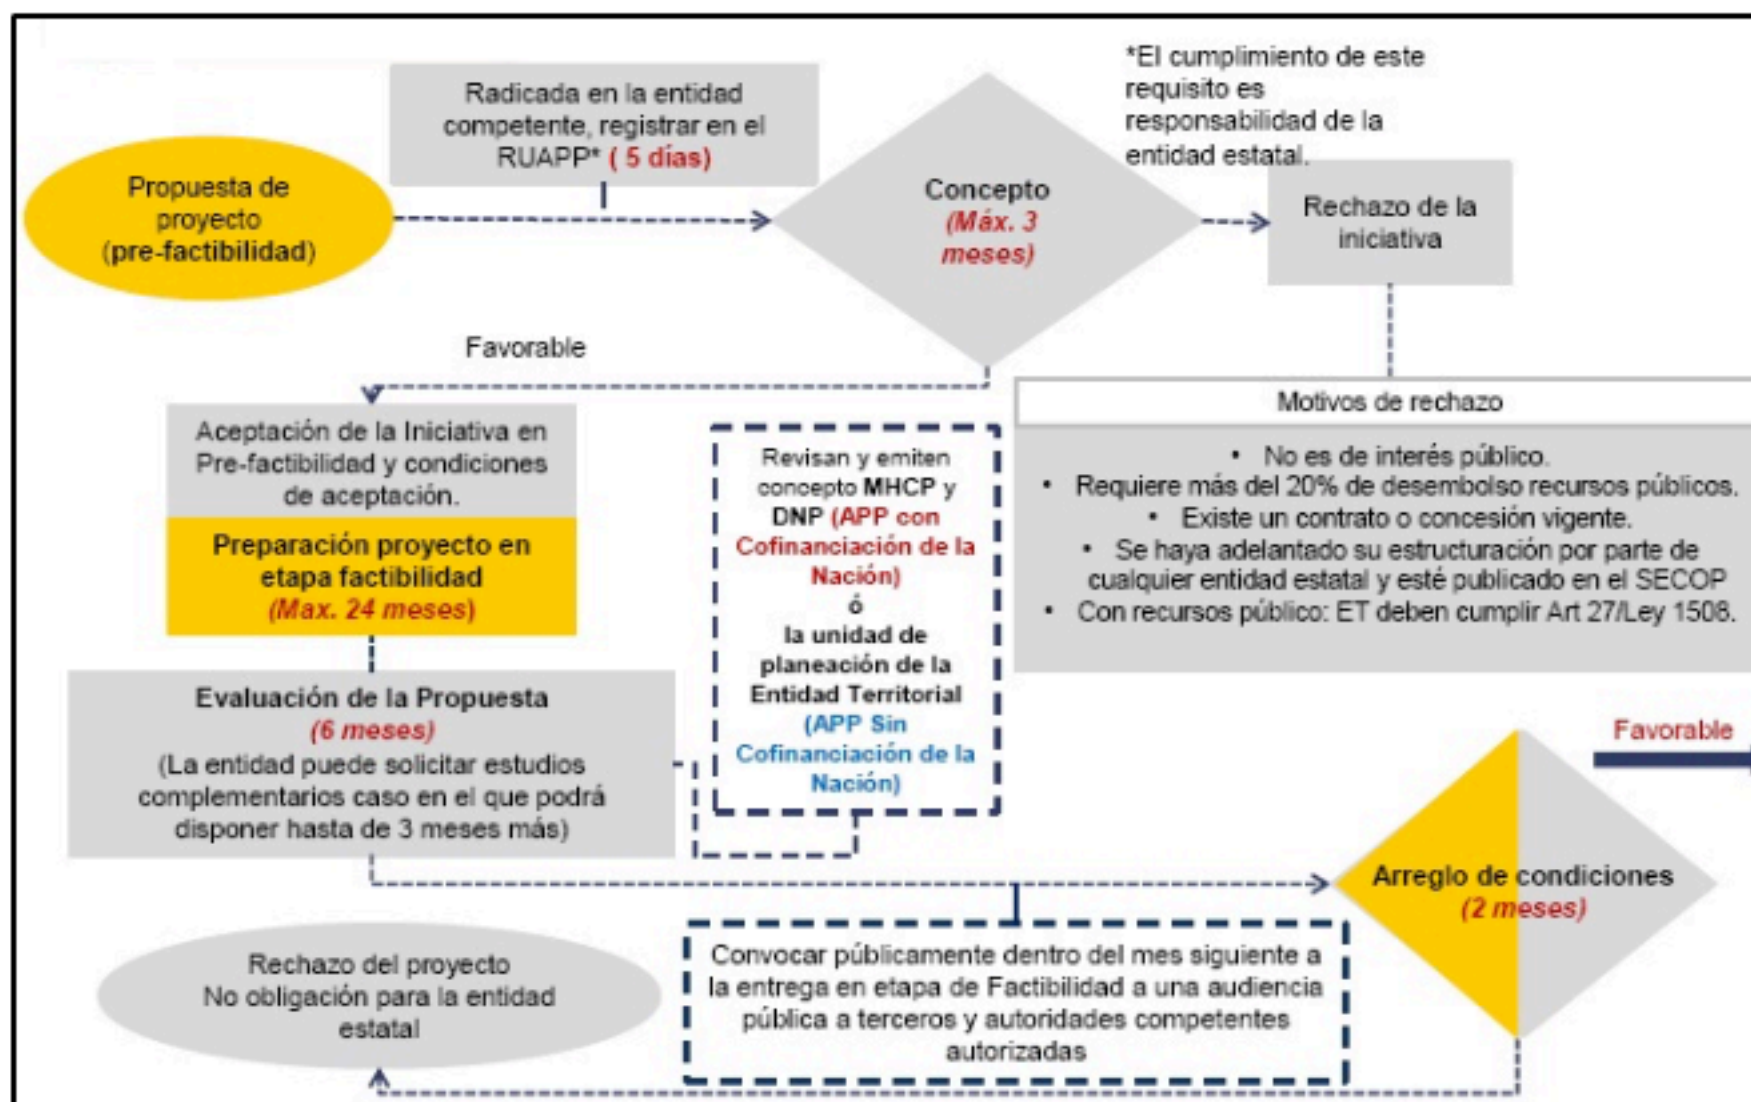 Propuesta de
proyecto
(pre-factibilidad)
Radicada en la entidad
competente, registrar en el
RUAPP* ( 5 días)
Concepto
(Máx. 3
meses)
*El cumplimiento de este
requisito es
responsabilidad de la
entidad estatal.
Rechazo de la
iniciativa
Favorable
Motivos de rechazo
• No es de interés público.
• Requiere más del 20% de desembolso recursos públicos.
• Existe un contrato o concesión vigente.
• Se haya adelantado su estructuración por parte de
cualquier entidad estatal y esté publicado en el SECOP
• Con recursos público: ET deben cumplir Art 27/Ley 1508.
Aceptación de la Iniciativa en
Pre-factibilidad y condiciones
de aceptación.
Preparación proyecto en
etapa factibilidad
(Max. 24 meses)
Revisan y emiten
concepto MHCP y
DNP (APP con
Cofinanciación de la
Nación)
ó
la unidad de
planeación de la
Entidad Territorial
(APP Sin
Cofinanciación de la
Nación)
Evaluación de la Propuesta
(6 meses)
(La entidad puede solicitar estudios
complementarios caso en el que podrá
disponer hasta de 3 meses más)
Favorable
Arreglo de condiciones
(2 meses)
Convocar públicamente dentro del mes siguiente a
la entrega en etapa de Factibilidad a una audiencia
pública a terceros y autoridades competentes
autorizadas
Rechazo del proyecto
No obligación para la entidad
estatal